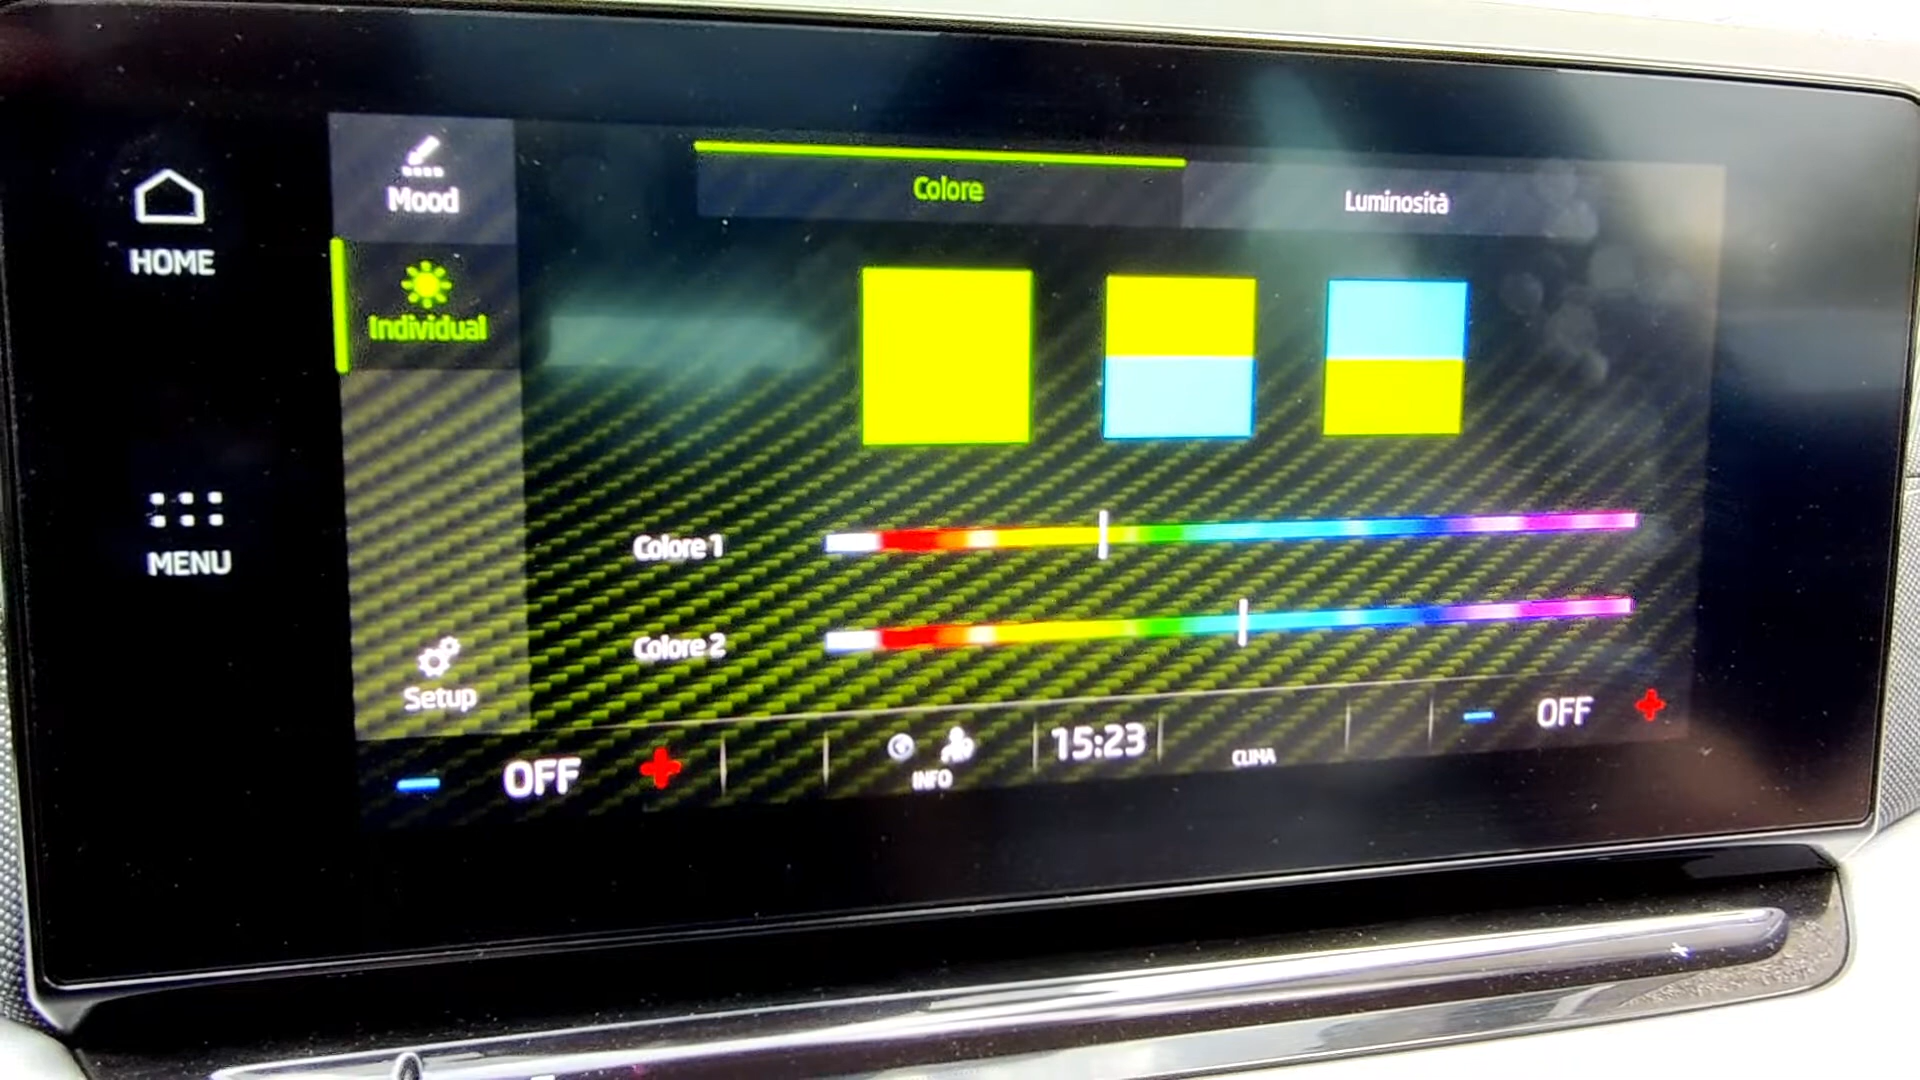 HOME
MENU
Mood
Individual
Setup
Colore
Luminosità
Colore 1
Colore 2
OFF
INFO
15:23
CLIMA
OFF